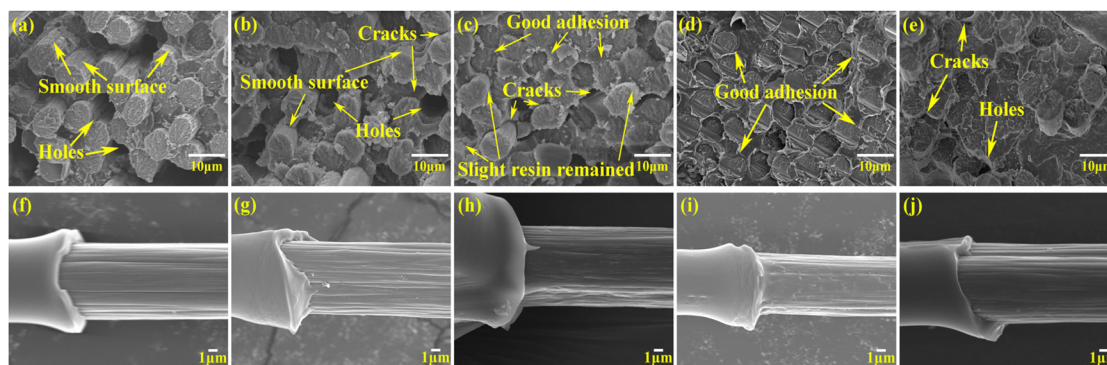 (a)
Smooth surface
Holes
10μm
(b)
Cracks
Smooth surface
Holes
10μm
(c)
Good adhesion
Cracks
Slight resin remained
10μm
(d)
Good adhesion
10μm
(e)
Cracks
Holes
10μm
(f)
1μm
(g)
1μm
(h)
1μm
(i)
1μm
(j)
1μm